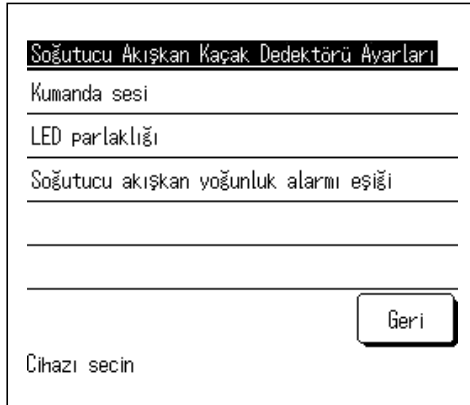 Soğutucu Akışkan Kaçak Dedektörü Ayarları
Kumanda sesi
LED parlaklığı
Soğutucu akışkan yoğunluk alarmı eşiği
Geri
Cihazı secin